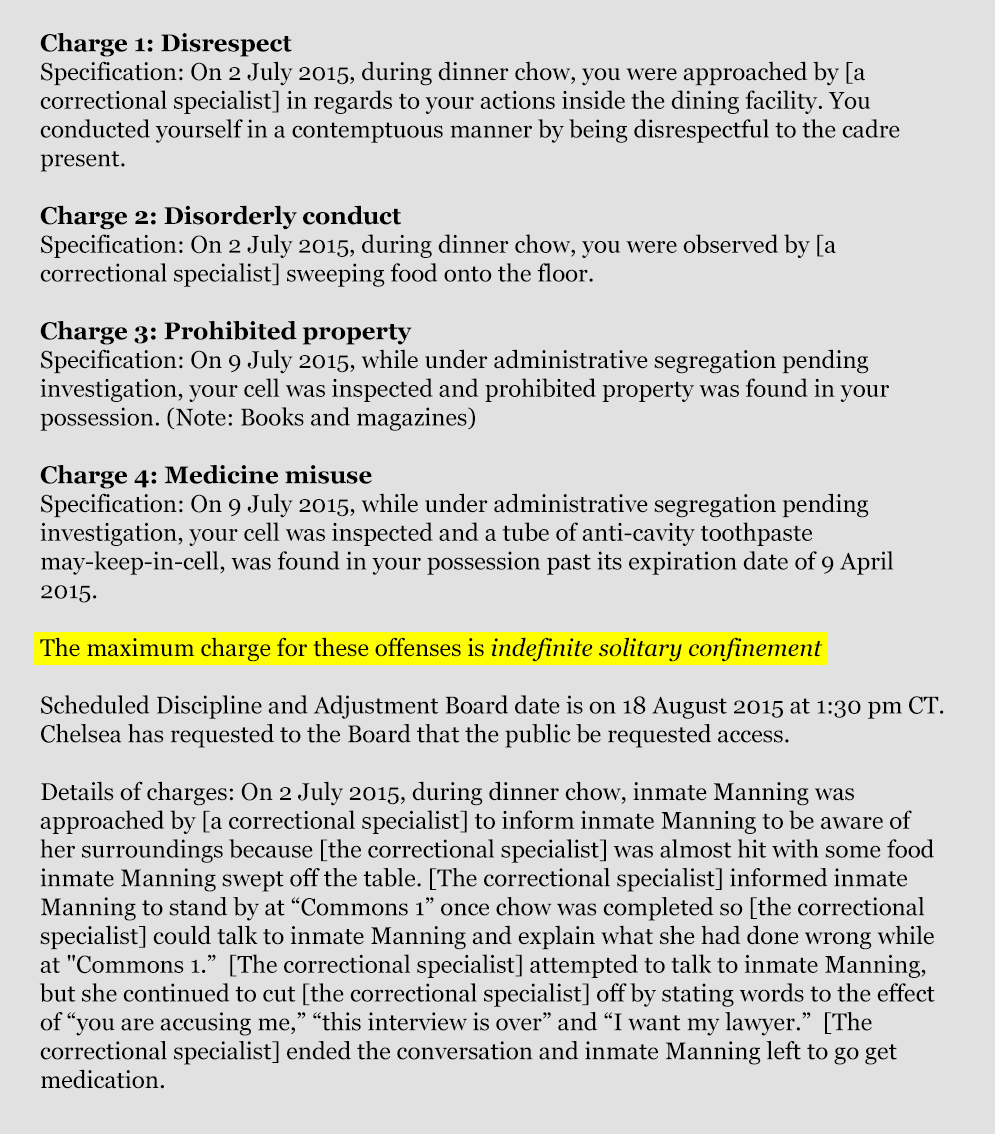 Charge 1: Disrespect
Specification: On 2 July 2015, during dinner chow, you were approached by [a
correctional specialist] in regards to your actions inside the dining facility. You
conducted yourself in a contemptuous manner by being disrespectful to the cadre
present.
Charge 2: Disorderly conduct
Specification: On 2 July 2015, during dinner chow, you were observed by [a
correctional specialist] sweeping food onto the floor.
Charge 3: Prohibited property
Specification: On 9 July 2015, while under administrative segregation pending
investigation, your cell was inspected and prohibited property was found in your
possession. (Note: Books and magazines)
Charge 4: Medicine misuse
Specification: On 9 July 2015, while under administrative segregation pending
investigation, your cell was inspected and a tube of anti-cavity toothpaste
may-keep-in-cell, was found in your possession past its expiration date of 9 April
2015.
The maximum charge for these offenses is indefinite solitary confinement
Scheduled Discipline and Adjustment Board date is on 18 August 2015 at 1:30 pm CT.
Chelsea has requested to the Board that the public be requested access.
Details of charges: On 2 July 2015, during dinner chow, inmate Manning was
approached by [a correctional specialist] to inform inmate Manning to be aware of
her surroundings because [the correctional specialist] was almost hit with some food
inmate Manning swept off the table. [The correctional specialist] informed inmate
Manning to stand by at “Commons 1” once chow was completed so [the correctional
specialist] could talk to inmate Manning and explain what she had done wrong while
at "Commons 1.”  [The correctional specialist] attempted to talk to inmate Manning,
but she continued to cut [the correctional specialist] off by stating words to the effect
of “you are accusing me,” “this interview is over” and “I want my lawyer.”  [The
correctional specialist] ended the conversation and inmate Manning left to go get
medication.